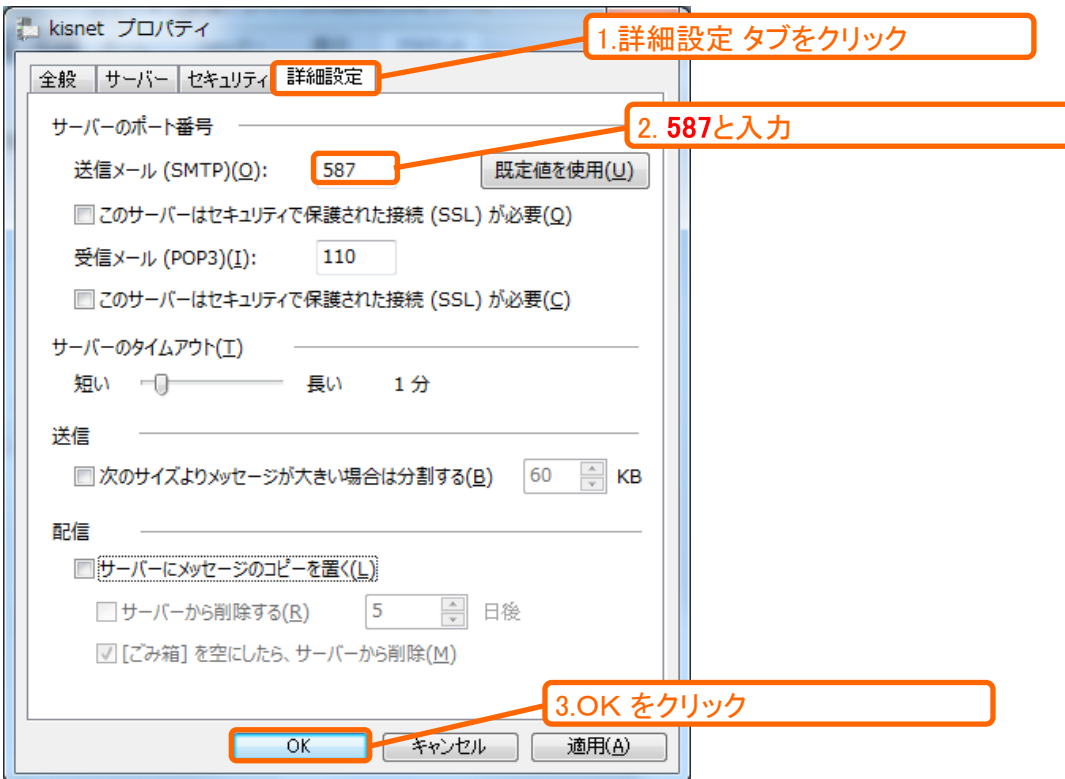 kisnet プロパティ
1.詳細設定 タブをクリック
全般 サーバー セキュリティ 詳細設定
サーバーのポート番号
2. 587と入力
送信メール (SMTP)(O): 587 既定値を使用(U)
このサーバーはセキュリティで保護された接続 (SSL) が必要(Q)
受信メール (POP3)(I): 110
このサーバーはセキュリティで保護された接続 (SSL) が必要(C)
サーバーのタイムアウト(T)
短い 長い 1 分
送信
次のサイズよりメッセージが大きい場合は分割する(B) 60 KB
配信
サーバーにメッセージのコピーを置く(L)
サーバーから削除する(R) 5 日後
[ごみ箱] を空にしたら、サーバーから削除(M)
3.OK をクリック
OK キャンセル 適用(A)